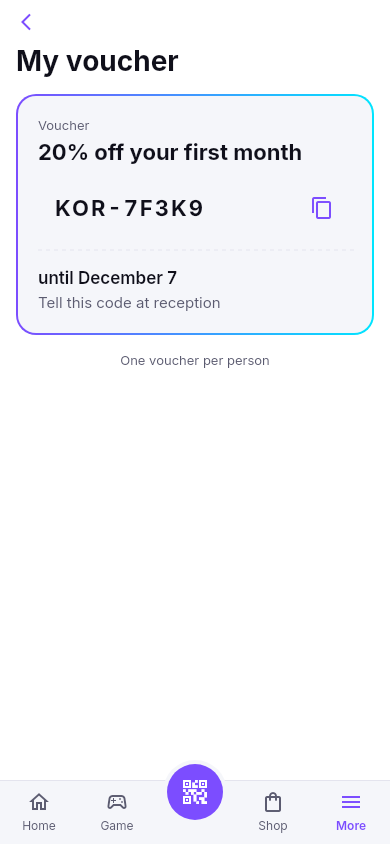 My voucher
Voucher
20% off your first month
KOR-7F3K9
until December 7
Tell this code at reception
One voucher per person
Home
Game
Shop
More